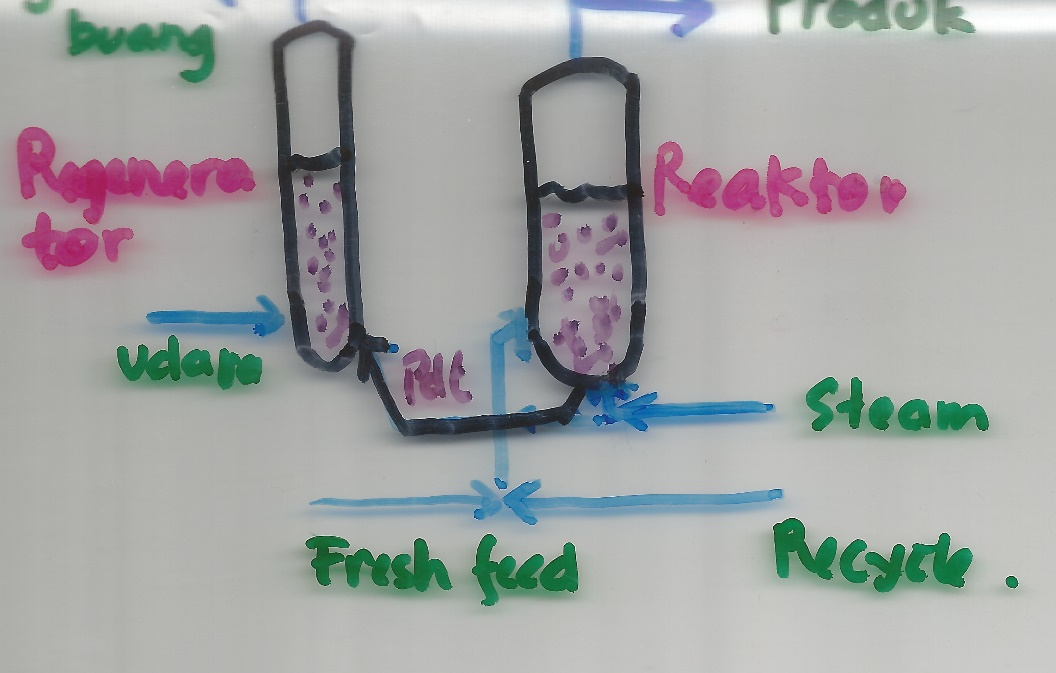 buang
Produk
Regenera
tor
Reaktor
Udara
Steam
Fresh feed
Recycle.